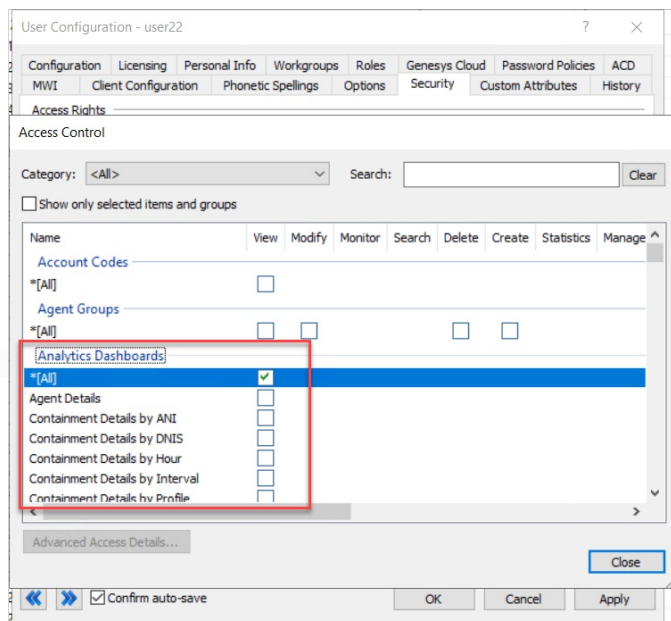 User Configuration - user22
Configuration Licensing Personal Info Workgroups Roles Genesys Cloud Password Policies ACD
MWI Client Configuration Phonetic Spellings Options Security Custom Attributes History
Access Rights
Access Control
Category: <All> Search: Clear
Show only selected items and groups
Name View Modify Monitor Search Delete Create Statistics Manage
Account Codes
*[All]
Agent Groups
*[All]
Analytics Dashboards
*[All]
Agent Details
Containment Details by ANI
Containment Details by DNIS
Containment Details by Hour
Containment Details by Interval
Containment Details by Profile
Advanced Access Details...
Close
Confirm auto-save OK Cancel Apply